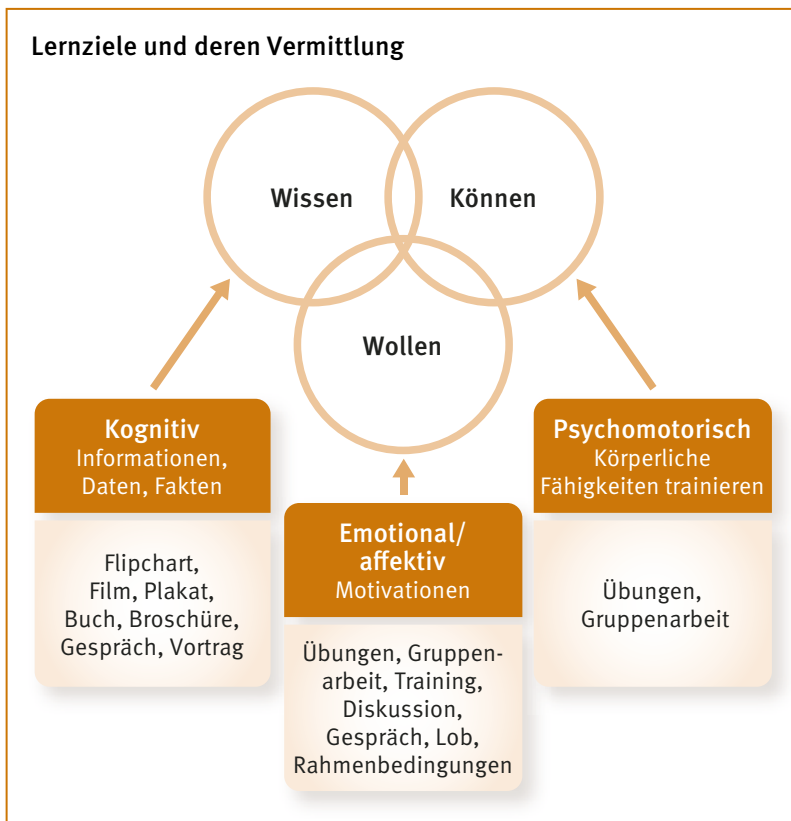 Lernziele und deren Vermittlung
Wissen
Können
Wollen
Kognitiv
Informationen,
Daten, Fakten
Flipchart,
Film, Plakat,
Buch, Broschüre,
Gespräch, Vortrag
Emotional/
affektiv
Motivationen
Übungen, Gruppen-
arbeit, Training,
Diskussion,
Gespräch, Lob,
Rahmenbedingungen
Psychomotorisch
Körperliche
Fähigkeiten trainieren
Übungen,
Gruppenarbeit